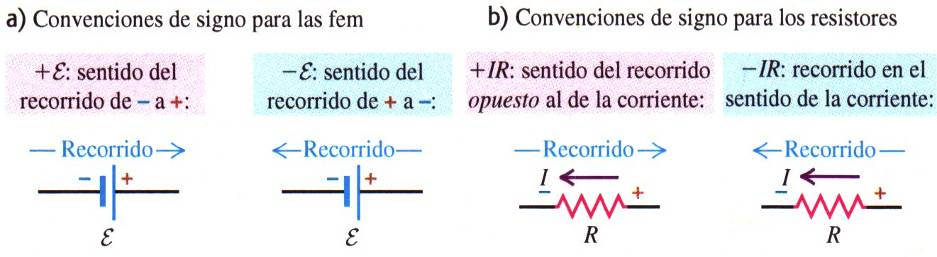 a) Convenciones de signo para las fem
+ℰ: sentido del
recorrido de – a +:
–ℰ: sentido del
recorrido de + a –:
Recorrido
Recorrido
– +
– +
ℰ
ℰ
b) Convenciones de signo para los resistores
+IR: sentido del recorrido
opuesto al de la corriente:
–IR: recorrido en el
sentido de la corriente:
Recorrido
Recorrido
I
I
– +
– +
R
R